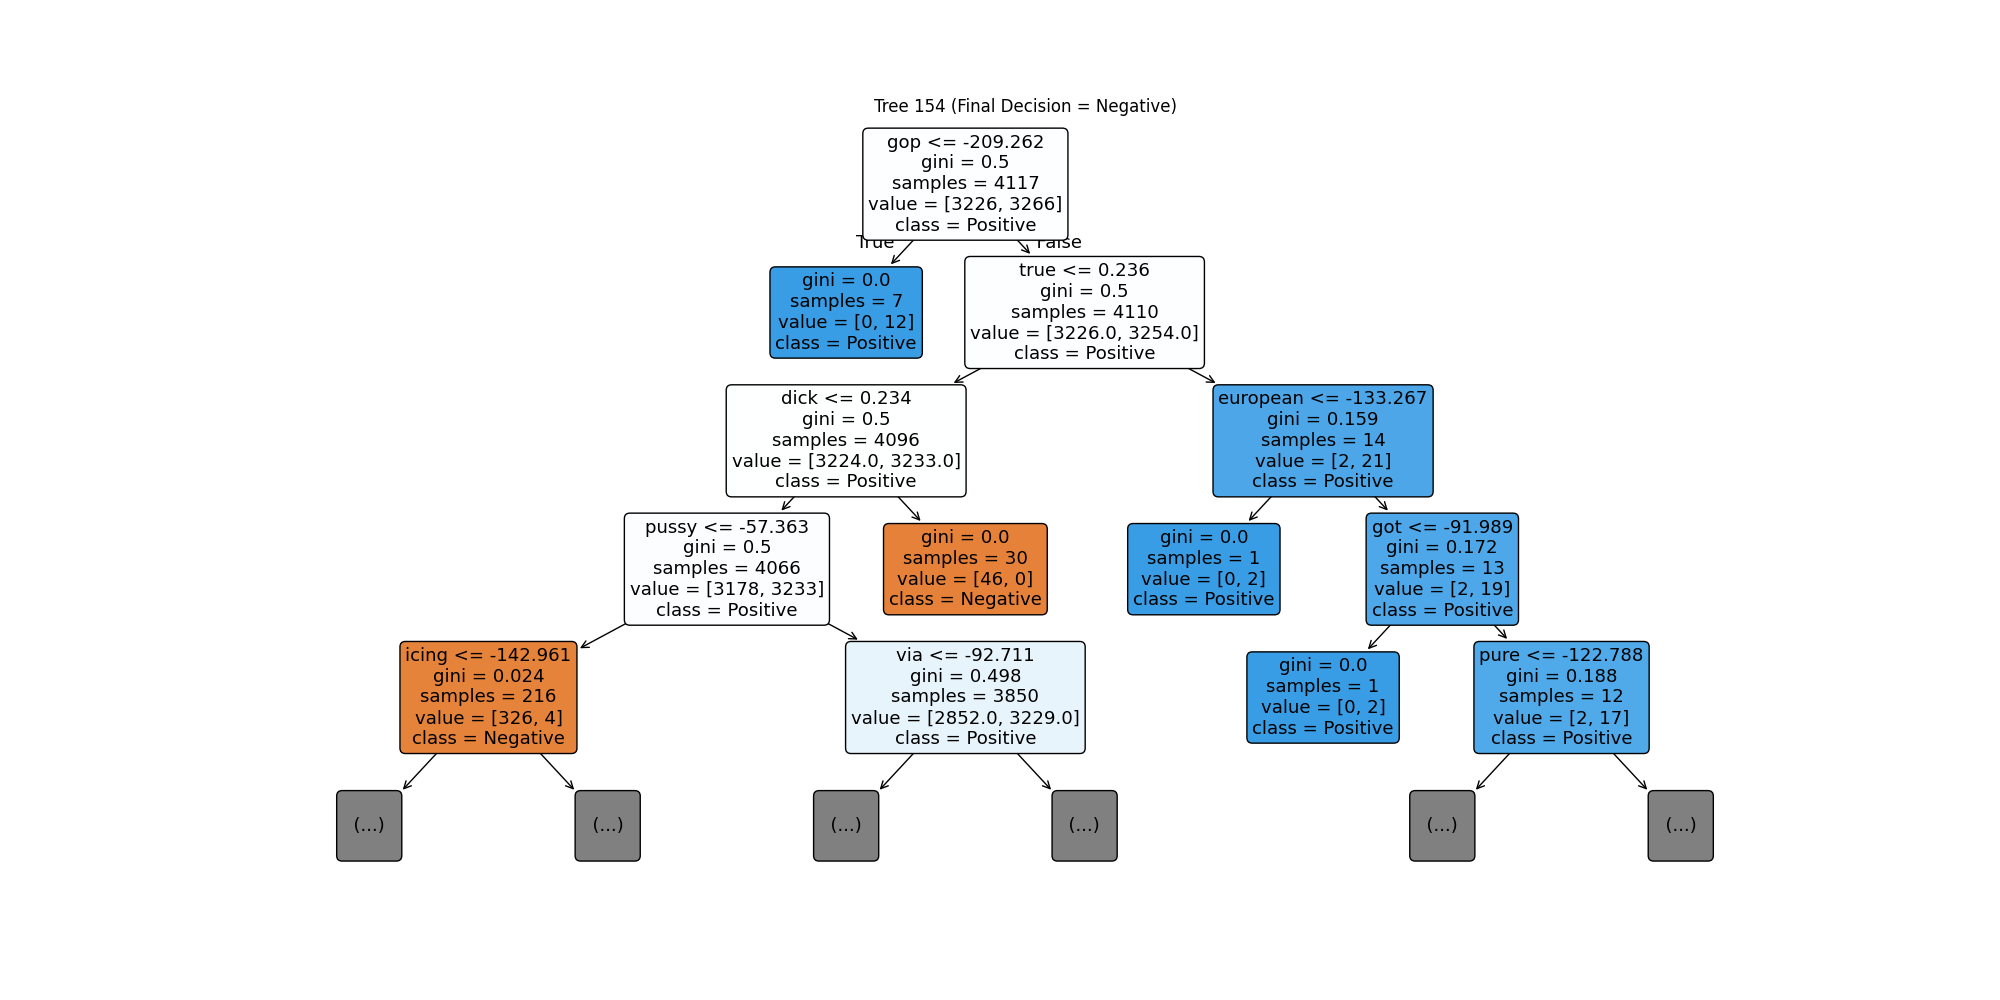 Tree 154 (Final Decision = Negative)
gop <= -209.262
gini = 0.5
samples = 4117
value = [3226, 3266]
class = Positive
True
False
gini = 0.0
samples = 7
value = [0, 12]
class = Positive
true <= 0.236
gini = 0.5
samples = 4110
value = [3226.0, 3254.0]
class = Positive
dick <= 0.234
gini = 0.5
samples = 4096
value = [3224.0, 3233.0]
class = Positive
european <= -133.267
gini = 0.159
samples = 14
value = [2, 21]
class = Positive
pussy <= -57.363
gini = 0.5
samples = 4066
value = [3178, 3233]
class = Positive
gini = 0.0
samples = 30
value = [46, 0]
class = Negative
gini = 0.0
samples = 1
value = [0, 2]
class = Positive
got <= -91.989
gini = 0.172
samples = 13
value = [2, 19]
class = Positive
icing <= -142.961
gini = 0.024
samples = 216
value = [326, 4]
class = Negative
via <= -92.711
gini = 0.498
samples = 3850
value = [2852.0, 3229.0]
class = Positive
gini = 0.0
samples = 1
value = [0, 2]
class = Positive
pure <= -122.788
gini = 0.188
samples = 12
value = [2, 17]
class = Positive
(...)
(...)
(...)
(...)
(...)
(...)